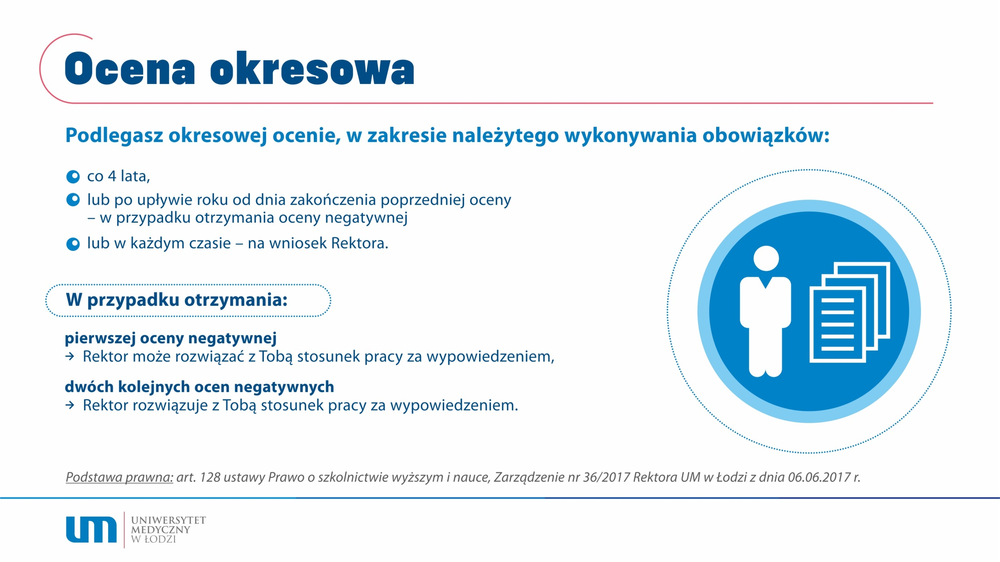 Ocena okresowa
Podlegasz okresowej ocenie, w zakresie należytego wykonywania obowiązków:
co 4 lata,
lub po upływie roku od dnia zakończenia poprzedniej oceny
– w przypadku otrzymania oceny negatywnej
lub w każdym czasie – na wniosek Rektora.
W przypadku otrzymania:
pierwszej oceny negatywnej
→ Rektor może rozwiązać z Tobą stosunek pracy za wypowiedzeniem,
dwóch kolejnych ocen negatywnych
→ Rektor rozwiązuje z Tobą stosunek pracy za wypowiedzeniem.
Podstawa prawna: art. 128 ustawy Prawo o szkolnictwie wyższym i nauce, Zarządzenie nr 36/2017 Rektora UM w Łodzi z dnia 06.06.2017 r.
um
UNIWERSYTET
MEDYCZNY
W ŁODZI